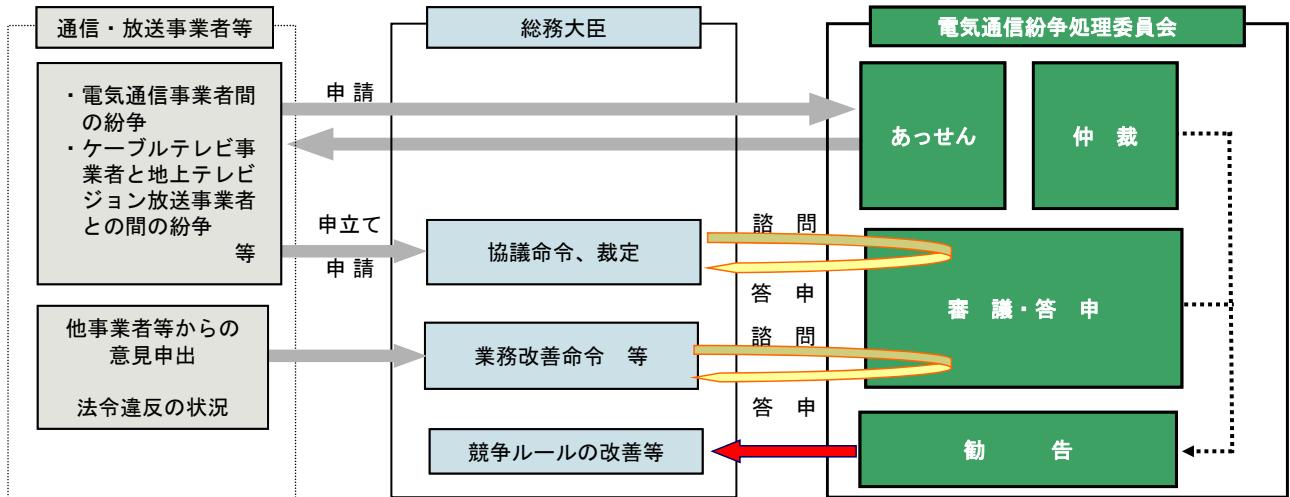 通信・放送事業者等
・電気通信事業者間
の紛争
・ケーブルテレビ事
業者と地上テレビ
ジョン放送事業者
との間の紛争
等
他事業者等からの
意見申出
法令違反の状況
申 請
申立て
申 請
総務大臣
協議命令、裁定
業務改善命令　等
競争ルールの改善等
諮　問
答　申
諮　問
答　申
電気通信紛争処理委員会
あっせん
仲　裁
審　議・答　申
勧　　告